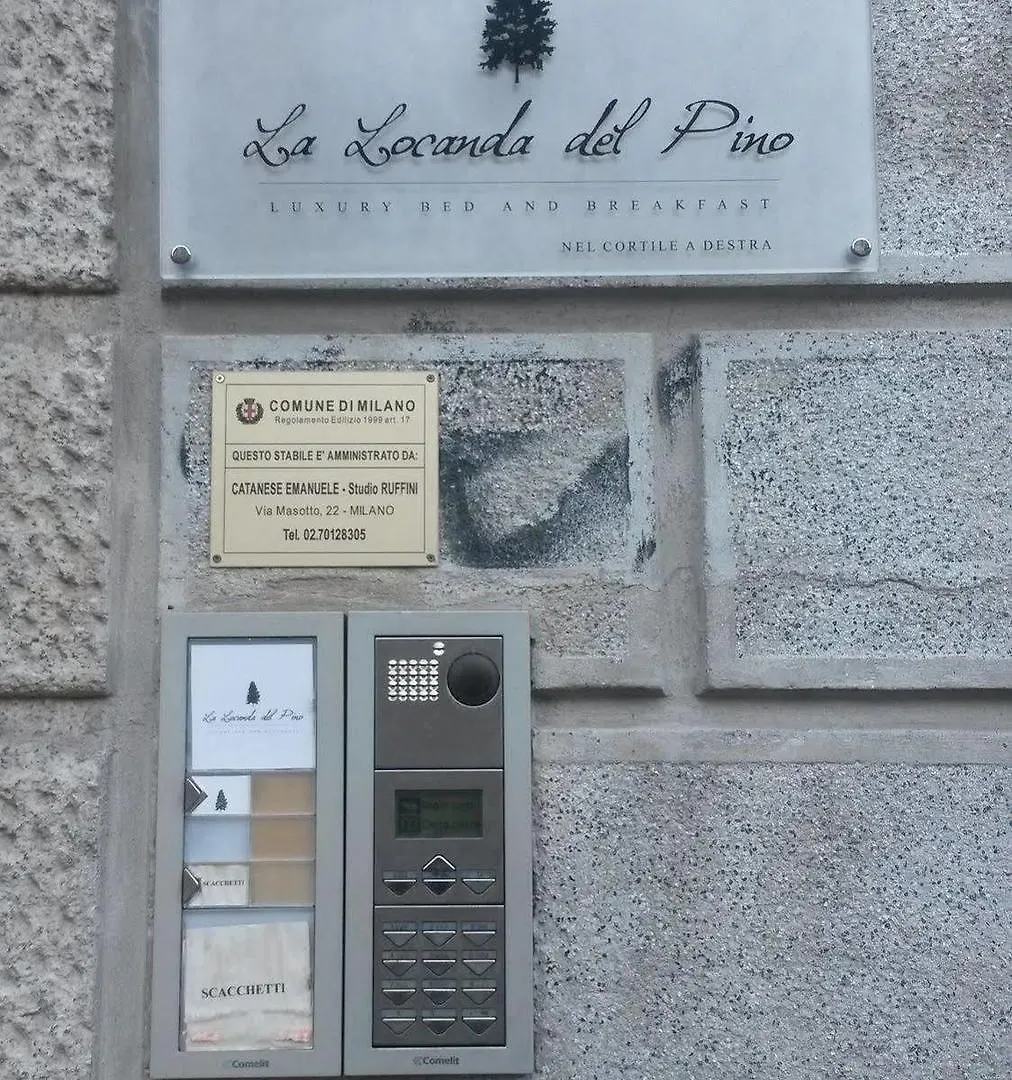 La Locanda del Pino
LUXURY BED AND BREAKFAST
NEL CORTILE A DESTRA
COMUNE DI MILANO
Regolamento Edilizio 1999 art. 17
QUESTO STABILE E' AMMINISTRATO DA:
CATANESE EMANUELE - Studio RUFFINI
Via Masotto, 22 - MILANO
Tel. 02.70128305
La Locanda del Pino
SCACCHETTI
SCACCHETTI
Comelit
Comelit